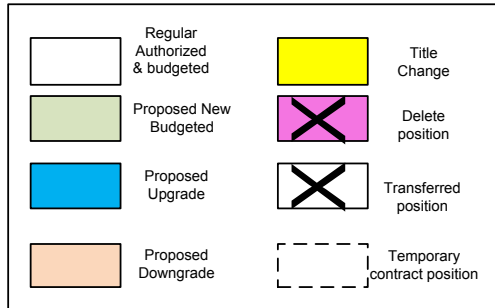 Regular
Authorized
& budgeted
Title
Change
Proposed New
Budgeted
Delete
position
Proposed
Upgrade
Transferred
position
Proposed
Downgrade
Temporary
contract position